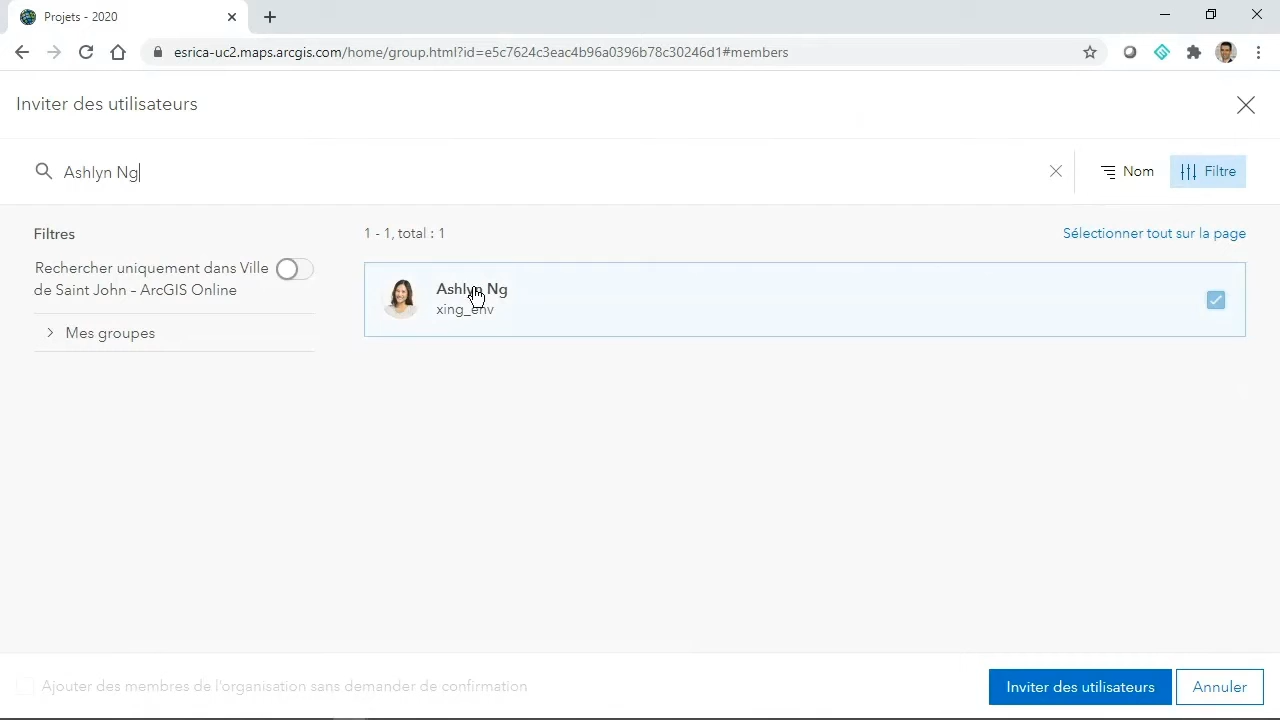 Projets - 2020
esrica-uc2.maps.arcgis.com/home/group.html?id=e5c7624c3eac4b96a0396b78c30246d1#members
Inviter des utilisateurs
Ashlyn Ng
Nom
Filtre
Filtres
1 - 1, total : 1
Sélectionner tout sur la page
Rechercher uniquement dans Ville
de Saint John – ArcGIS Online
Ashlyn Ng
xing_env
Mes groupes
Ajouter des membres de l'organisation sans demander de confirmation
Inviter des utilisateurs
Annuler